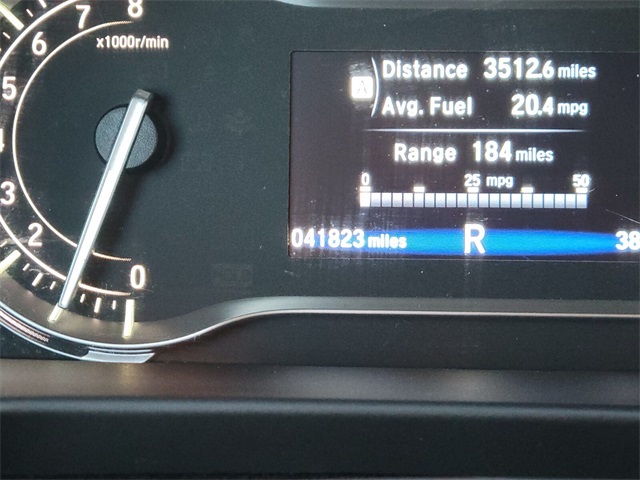 8
7
6
x1000r/min
5
4
3
2
0
A
Distance 3512.6 miles
Avg. Fuel 20.4 mpg
Range 184 miles
0 25 mpg 50
041823 miles R 38